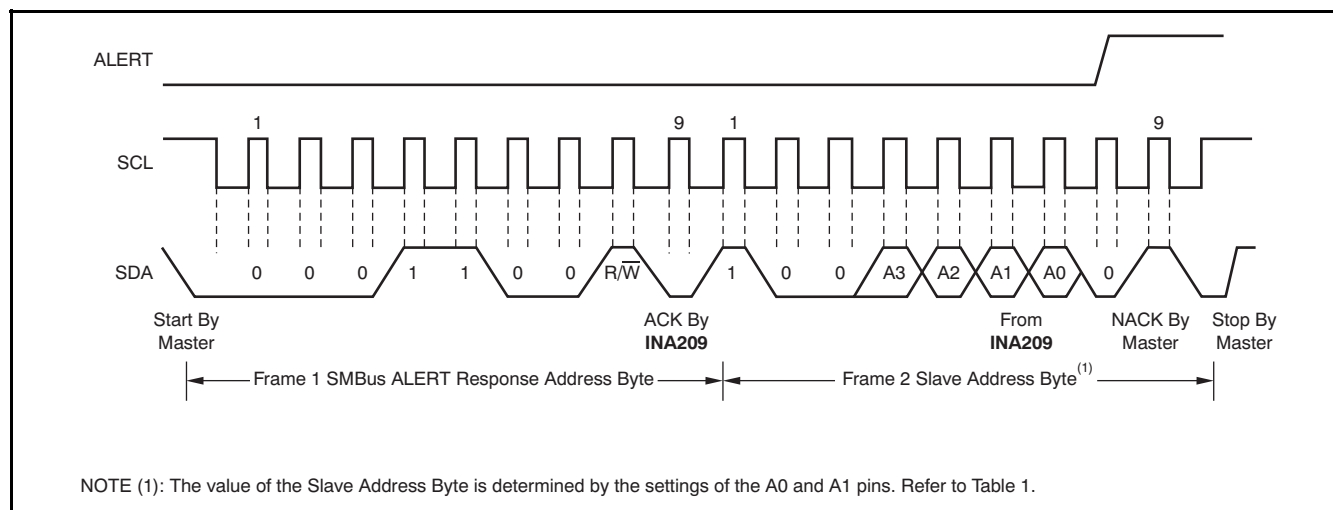 ALERT
1 9 1 9
SCL
SDA 0 0 0 1 1 0 0 R/W̅ 1 0 0 A3 A2 A1 A0 0
Start By Master
ACK By INA209
From INA209
NACK By Master
Stop By Master
Frame 1 SMBus ALERT Response Address Byte
Frame 2 Slave Address Byte(1)
NOTE (1): The value of the Slave Address Byte is determined by the settings of the A0 and A1 pins. Refer to Table 1.